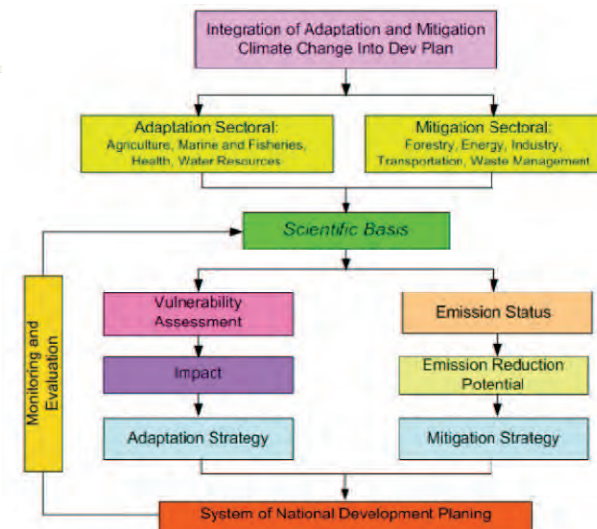 Integration of Adaptation and Mitigation
Climate Change Into Dev Plan
Adaptation Sectoral:
Agriculture, Marine and Fisheries,
Health, Water Resources
Mitigation Sectoral:
Forestry, Energy, Industry,
Transportation, Waste Management
Scientific Basis
Vulnerability
Assessment
Emission Status
Impact
Emission Reduction
Potential
Adaptation Strategy
Mitigation Strategy
Monitoring and
Evaluation
System of National Development Planing